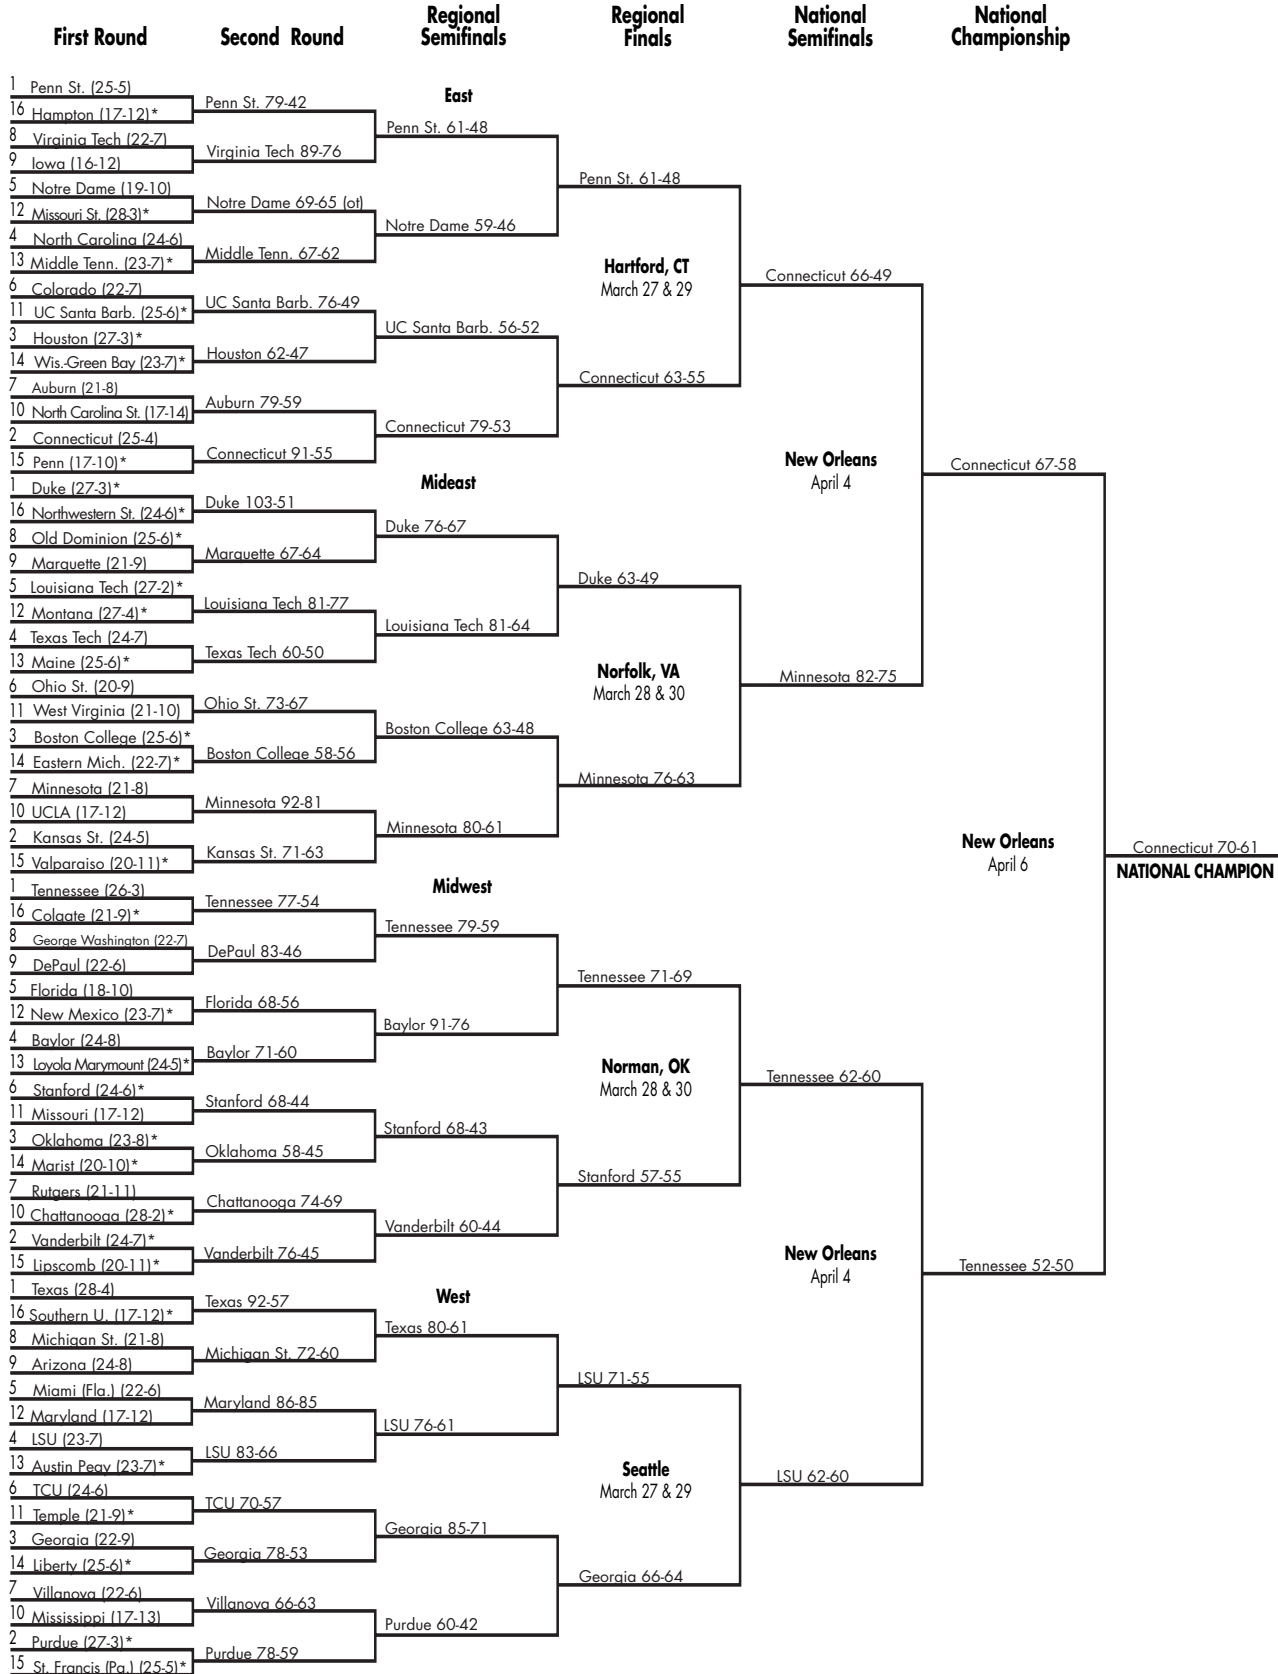 First Round
Second Round
Regional
Semifinals
Regional
Finals
National
Semifinals
National
Championship
1 Penn St. (25-5)
16 Hampton (17-12)*
8 Virginia Tech (22-7)
9 Iowa (16-12)
5 Notre Dame (19-10)
12 Missouri St. (28-3)*
4 North Carolina (24-6)
13 Middle Tenn. (23-7)*
6 Colorado (22-7)
11 UC Santa Barb. (25-6)*
3 Houston (27-3)*
14 Wis.-Green Bay (23-7)*
7 Auburn (21-8)
10 North Carolina St. (17-14)
2 Connecticut (25-4)
15 Penn (17-10)*
1 Duke (27-3)*
16 Northwestern St. (24-6)*
8 Old Dominion (25-6)*
9 Marquette (21-9)
5 Louisiana Tech (27-2)*
12 Montana (27-4)*
4 Texas Tech (24-7)
13 Maine (25-6)*
6 Ohio St. (20-9)
11 West Virginia (21-10)
3 Boston College (25-6)*
14 Eastern Mich. (22-7)*
7 Minnesota (21-8)
10 UCLA (17-12)
2 Kansas St. (24-5)
15 Valparaiso (20-11)*
1 Tennessee (26-3)
16 Colgate (21-9)*
8 George Washington (22-7)
9 DePaul (22-6)
5 Florida (18-10)
12 New Mexico (23-7)*
4 Baylor (24-8)
13 Loyola Marymount (24-5)*
6 Stanford (24-6)*
11 Missouri (17-12)
3 Oklahoma (23-8)*
14 Marist (20-10)*
7 Rutgers (21-11)
10 Chattanooga (28-2)*
2 Vanderbilt (24-7)*
15 Lipscomb (20-11)*
1 Texas (28-4)
16 Southern U. (17-12)*
8 Michigan St. (21-8)
9 Arizona (24-8)
5 Miami (Fla.) (22-6)
12 Maryland (17-12)
4 LSU (23-7)
13 Austin Peay (23-7)*
6 TCU (24-6)
11 Temple (21-9)*
3 Georgia (22-9)
14 Liberty (25-6)*
7 Villanova (22-6)
10 Mississippi (17-13)
2 Purdue (27-3)*
15 St. Francis (Pa.) (25-5)*
Penn St. 79-42
Virginia Tech 89-76
Notre Dame 69-65 (ot)
Middle Tenn. 67-62
UC Santa Barb. 76-49
Houston 62-47
Auburn 79-59
Connecticut 91-55
Duke 103-51
Marquette 67-64
Louisiana Tech 81-77
Texas Tech 60-50
Ohio St. 73-67
Boston College 58-56
Minnesota 92-81
Kansas St. 71-63
Tennessee 77-54
DePaul 83-46
Florida 68-56
Baylor 71-60
Stanford 68-44
Oklahoma 58-45
Chattanooga 74-69
Vanderbilt 76-45
Texas 92-57
Michigan St. 72-60
Maryland 86-85
LSU 83-66
TCU 70-57
Georgia 78-53
Villanova 66-63
Purdue 78-59
East
Penn St. 61-48
Notre Dame 59-46
UC Santa Barb. 56-52
Connecticut 79-53
Mideast
Duke 76-67
Louisiana Tech 81-64
Boston College 63-48
Minnesota 80-61
Midwest
Tennessee 79-59
Baylor 91-76
Stanford 68-43
Vanderbilt 60-44
West
Texas 80-61
LSU 76-61
Georgia 85-71
Purdue 60-42
Penn St. 61-48
Hartford, CT
March 27 & 29
Connecticut 63-55
Duke 63-49
Norfolk, VA
March 28 & 30
Minnesota 76-63
Tennessee 71-69
Norman, OK
March 28 & 30
Stanford 57-55
LSU 71-55
Seattle
March 27 & 29
Georgia 66-64
Connecticut 66-49
New Orleans
April 4
Minnesota 82-75
Tennessee 62-60
New Orleans
April 4
LSU 62-60
Connecticut 67-58
New Orleans
April 6
Tennessee 52-50
Connecticut 70-61
NATIONAL CHAMPION